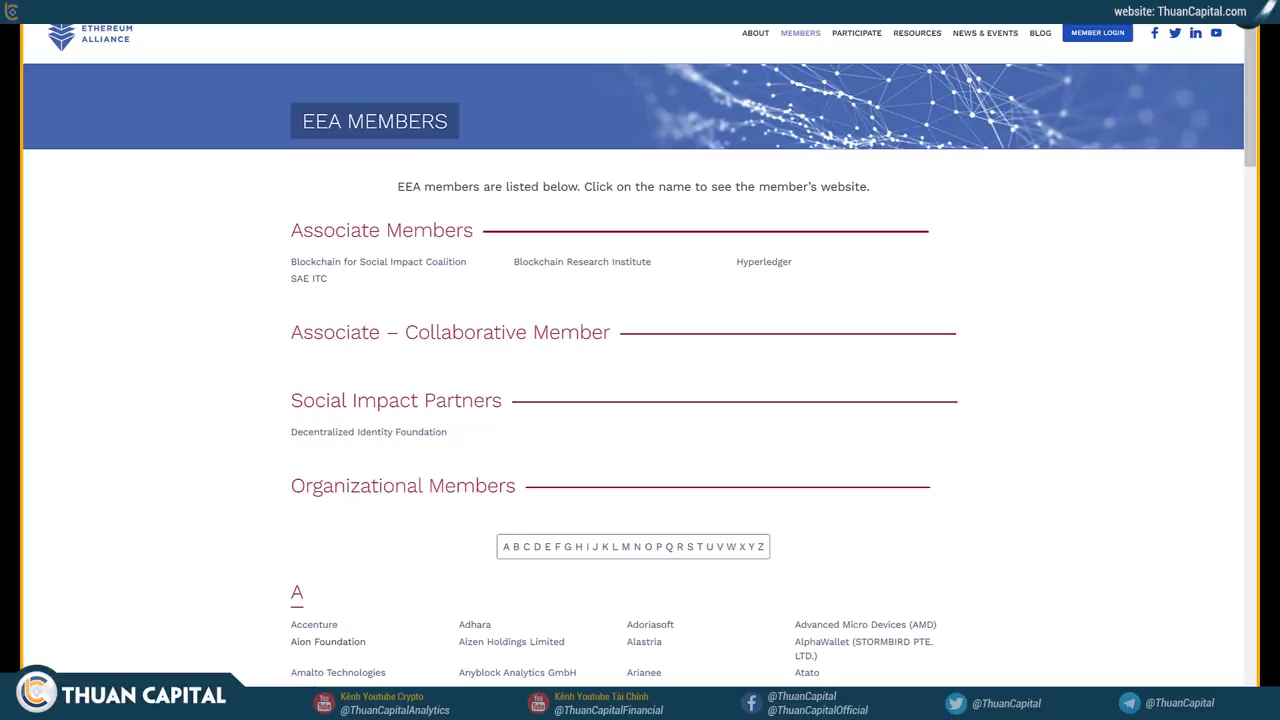 website: ThuanCapital.com
ETHEREUM
ALLIANCE
ABOUT MEMBERS PARTICIPATE RESOURCES NEWS & EVENTS BLOG MEMBER LOGIN
EEA MEMBERS
EEA members are listed below. Click on the name to see the member’s website.
Associate Members
Blockchain for Social Impact Coalition Blockchain Research Institute Hyperledger
SAE ITC
Associate – Collaborative Member
Social Impact Partners
Decentralized Identity Foundation
Organizational Members
A B C D E F G H I J K L M N O P Q R S T U V W X Y Z
A
Accenture Adhara Adoriasoft Advanced Micro Devices (AMD)
Aion Foundation Aïzen Holdings Limited Alastria AlphaWallet (STORMBIRD PTE.
LTD.)
Amalto Technologies Anyblock Analytics GmbH Arianee Atato
THUAN CAPITAL
Kênh Youtube Crypto
@ThuanCapitalAnalytics
Kênh Youtube Tài Chính
@ThuanCapitalFinancial
@ThuanCapital
@ThuanCapitalOfficial
@ThuanCapital
@ThuanCapital